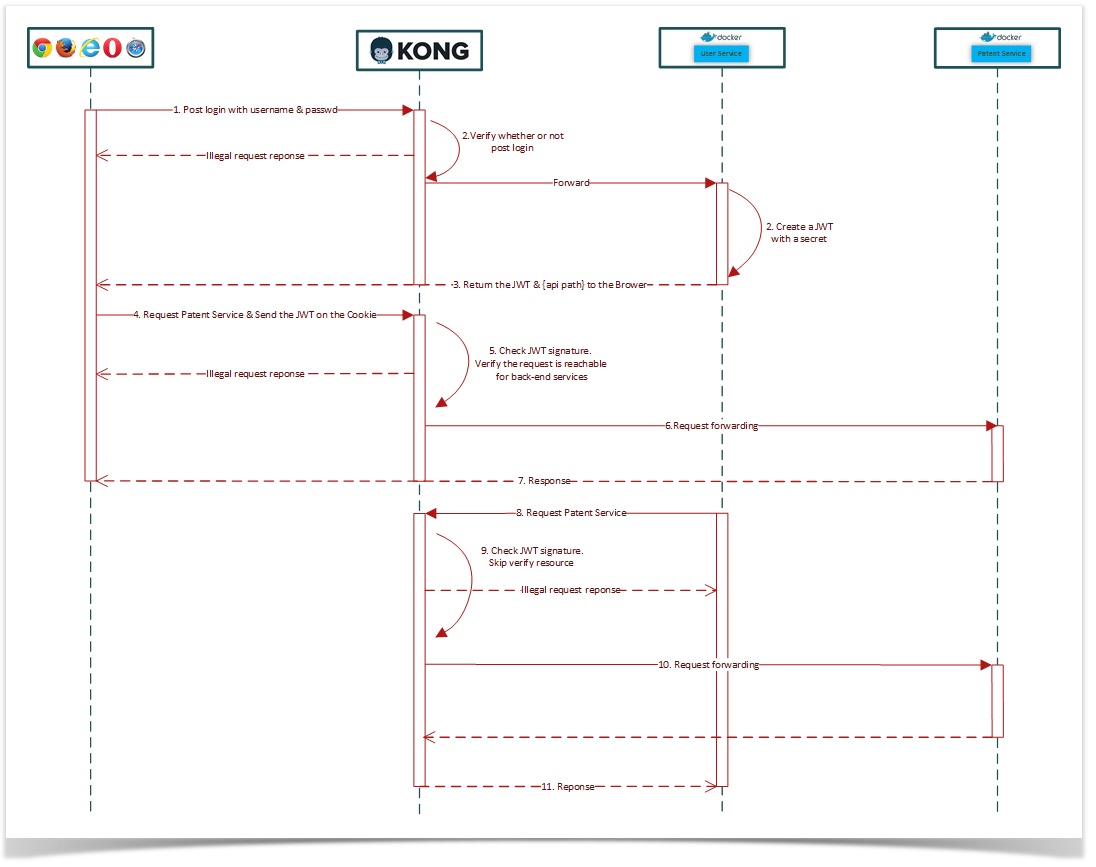 KONG
docker
User Service
docker
Patent Service
1. Post login with username & passwd
2.Verify whether or not
post login
Illegal request reponse
Forward
2. Create a JWT
with a secret
3. Return the JWT & {api path} to the Brower
4. Request Patent Service & Send the JWT on the Cookie
5. Check JWT signature.
Verify the request is reachable
for back-end services
Illegal request reponse
6.Request forwarding
7. Response
8. Request Patent Service
9. Check JWT signature.
Skip verify resource
Illegal request reponse
10. Request forwarding
11. Reponse